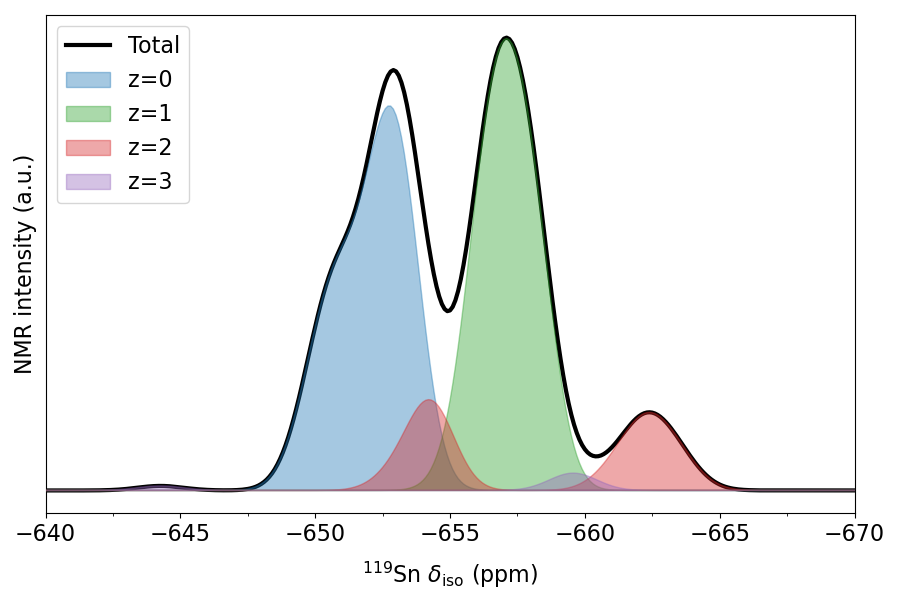 Total
z=0
z=1
z=2
z=3
NMR intensity (a.u.)
−640 −645 −650 −655 −660 −665 −670
¹¹⁹Sn δiso (ppm)